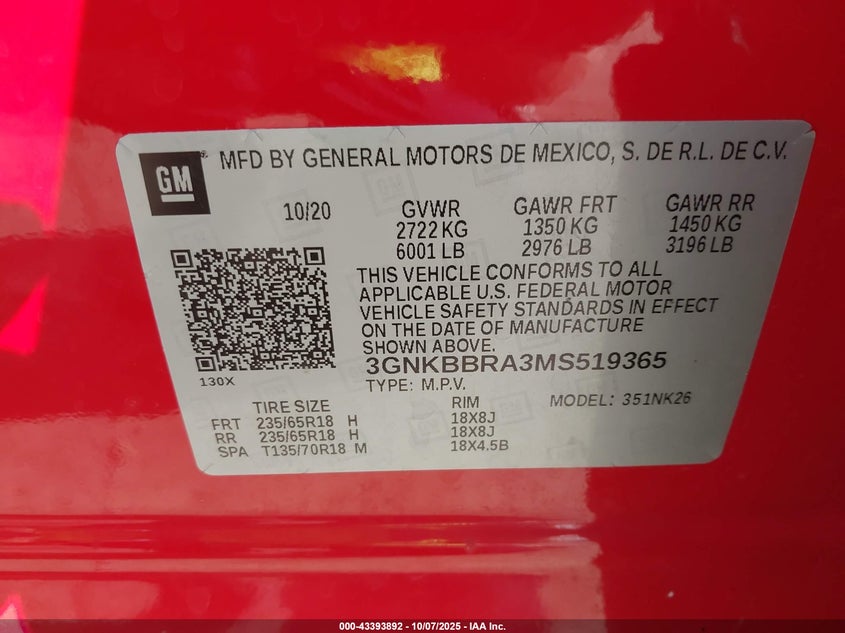 GM ® MFD BY GENERAL MOTORS DE MEXICO, S. DE R.L. DE C.V.
10/20 GVWR GAWR FRT GAWR RR
2722 KG 1350 KG 1450 KG
6001 LB 2976 LB 3196 LB
THIS VEHICLE CONFORMS TO ALL
APPLICABLE U.S. FEDERAL MOTOR
VEHICLE SAFETY STANDARDS IN EFFECT
ON THE DATE OF MANUFACTURE
SHOWN ABOVE.
3GNKBBRA3MS519365
130X TYPE: M.P.V.
TIRE SIZE RIM MODEL: 351NK26
FRT 235/65R18 H 18X8J
RR 235/65R18 H 18X8J
SPA T135/70R18 M 18X4.5B
000-43393892 - 10/07/2025 - IAA Inc.